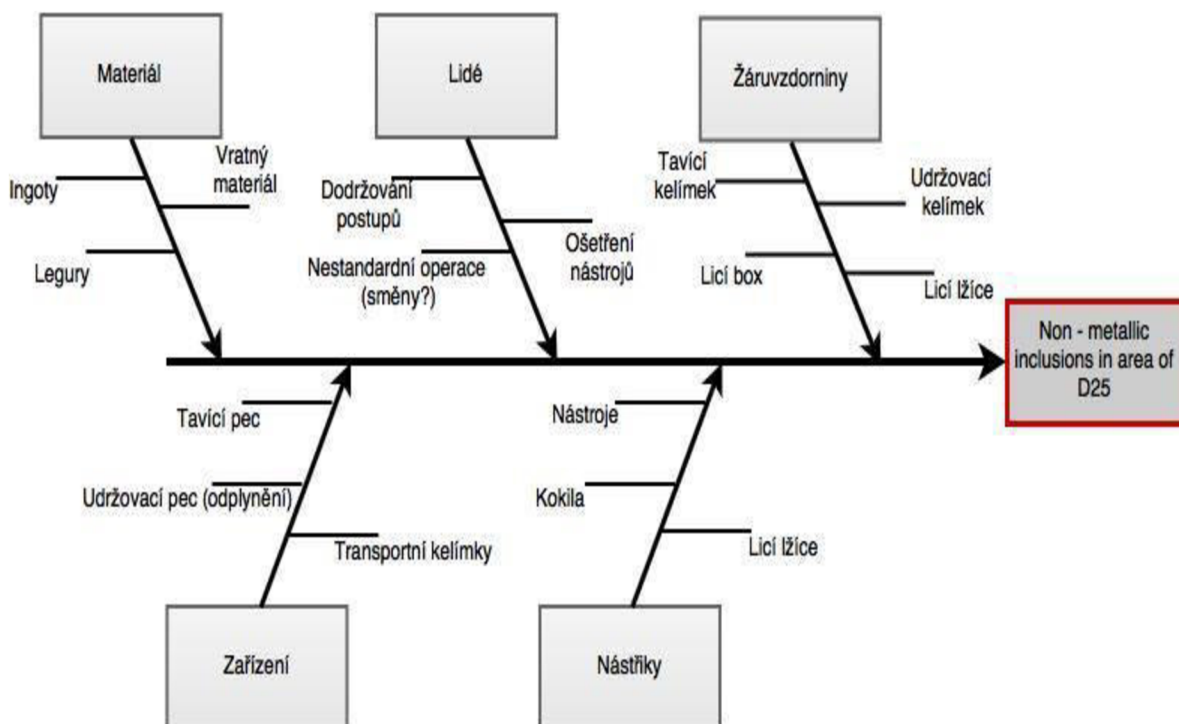 Materiál
Lidé
Žáruvzdorniny
Ingoty
Vratný
materiál
Legury
Dodržování
postupů
Ošetření
nástrojů
Nestandardní operace
(směny?)
Tavící
kelímek
Udržovací
kelímek
Licí box
Licí lžíce
Non - metallic
inclusions in area of
D25
Tavící pec
Udržovací pec (odplynění)
Transportní kelímky
Nástroje
Kokila
Licí lžíce
Zařízení
Nástřiky